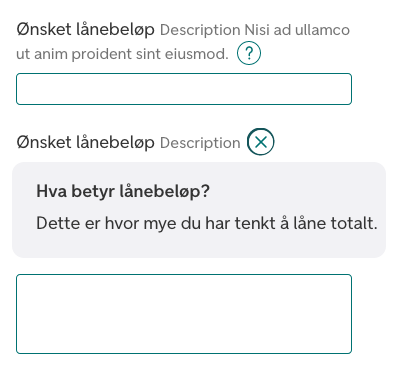 Ønsket lånebeløp Description Nisi ad ullamco
ut anim proident sint eiusmod. ?
Ønsket lånebeløp Description
Hva betyr lånebeløp?
Dette er hvor mye du har tenkt å låne totalt.